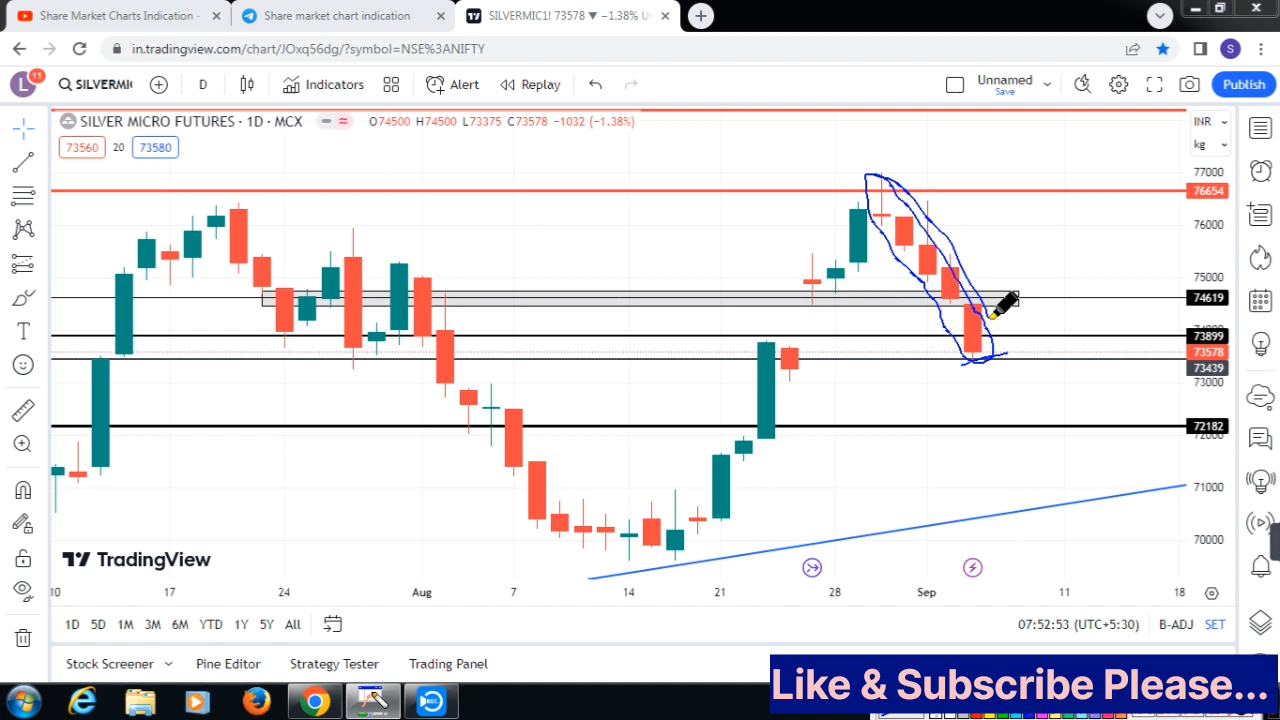 Share Market Charts Indication -
Share market chart indication
SILVERMIC1! 73578 ▼ −1.38% Un
in.tradingview.com/chart/JOxq56dg/?symbol=NSE%3ANIFTY
S
L
11
SILVERMI
D
Indicators
Alert
Replay
Unnamed
Save
Publish
SILVER MICRO FUTURES · 1D · MCX
O74500 H74500 L73375 C73578 −1032 (−1.38%)
INR
kg
73560
20
73580
77000
76654
76000
75000
74619
73899
73578
73439
73000
72182
72000
71000
70000
TradingView
10
17
24
Aug
7
14
21
28
Sep
11
18
1D
5D
1M
3M
6M
YTD
1Y
5Y
All
07:52:53 (UTC+5:30)
B-ADJ
SET
Stock Screener
Pine Editor
Strategy Tester
Trading Panel
REC
Like & Subscribe Please...